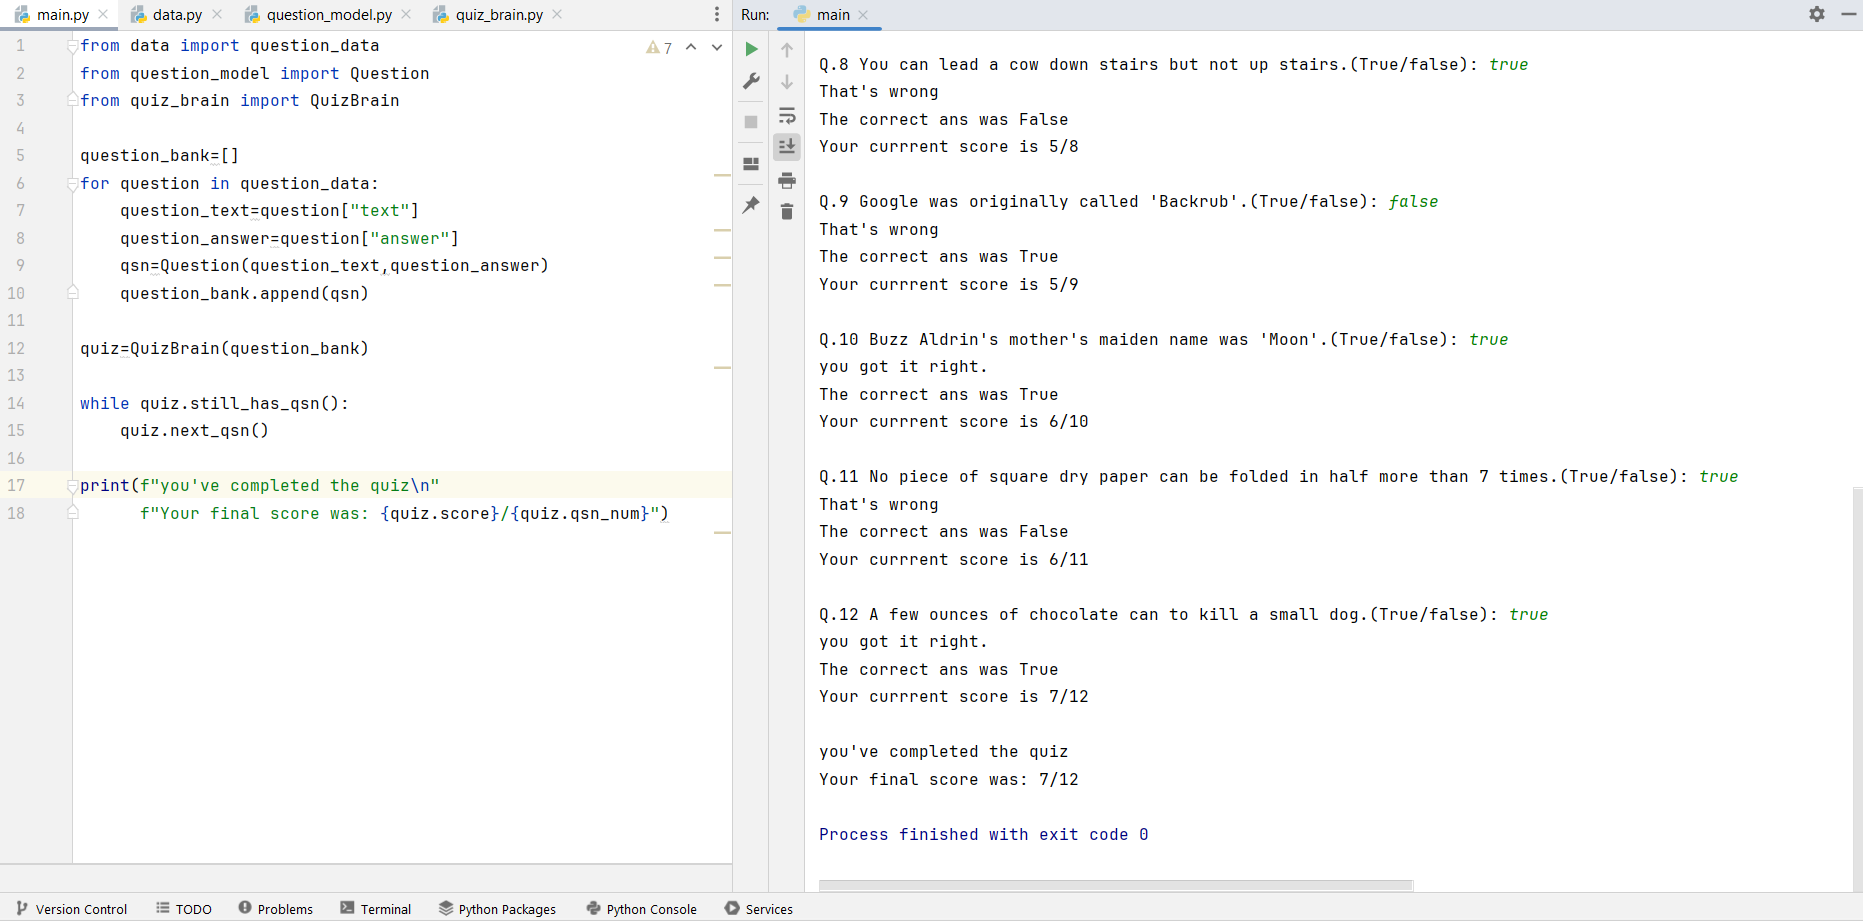 main.py
data.py
question_model.py
quiz_brain.py
Run:
main
7
1 from data import question_data
2 from question_model import Question
3 from quiz_brain import QuizBrain
4
5 question_bank=[]
6 for question in question_data:
7     question_text=question["text"]
8     question_answer=question["answer"]
9     qsn=Question(question_text,question_answer)
10     question_bank.append(qsn)
11
12 quiz=QuizBrain(question_bank)
13
14 while quiz.still_has_qsn():
15     quiz.next_qsn()
16
17 print(f"you've completed the quiz\n"
18       f"Your final score was: {quiz.score}/{quiz.qsn_num}")
Q.8 You can lead a cow down stairs but not up stairs.(True/false): true
That's wrong
The correct ans was False
Your currrent score is 5/8
Q.9 Google was originally called 'Backrub'.(True/false): false
That's wrong
The correct ans was True
Your currrent score is 5/9
Q.10 Buzz Aldrin's mother's maiden name was 'Moon'.(True/false): true
you got it right.
The correct ans was True
Your currrent score is 6/10
Q.11 No piece of square dry paper can be folded in half more than 7 times.(True/false): true
That's wrong
The correct ans was False
Your currrent score is 6/11
Q.12 A few ounces of chocolate can to kill a small dog.(True/false): true
you got it right.
The correct ans was True
Your currrent score is 7/12
you've completed the quiz
Your final score was: 7/12
Process finished with exit code 0
Version Control
TODO
Problems
Terminal
Python Packages
Python Console
Services